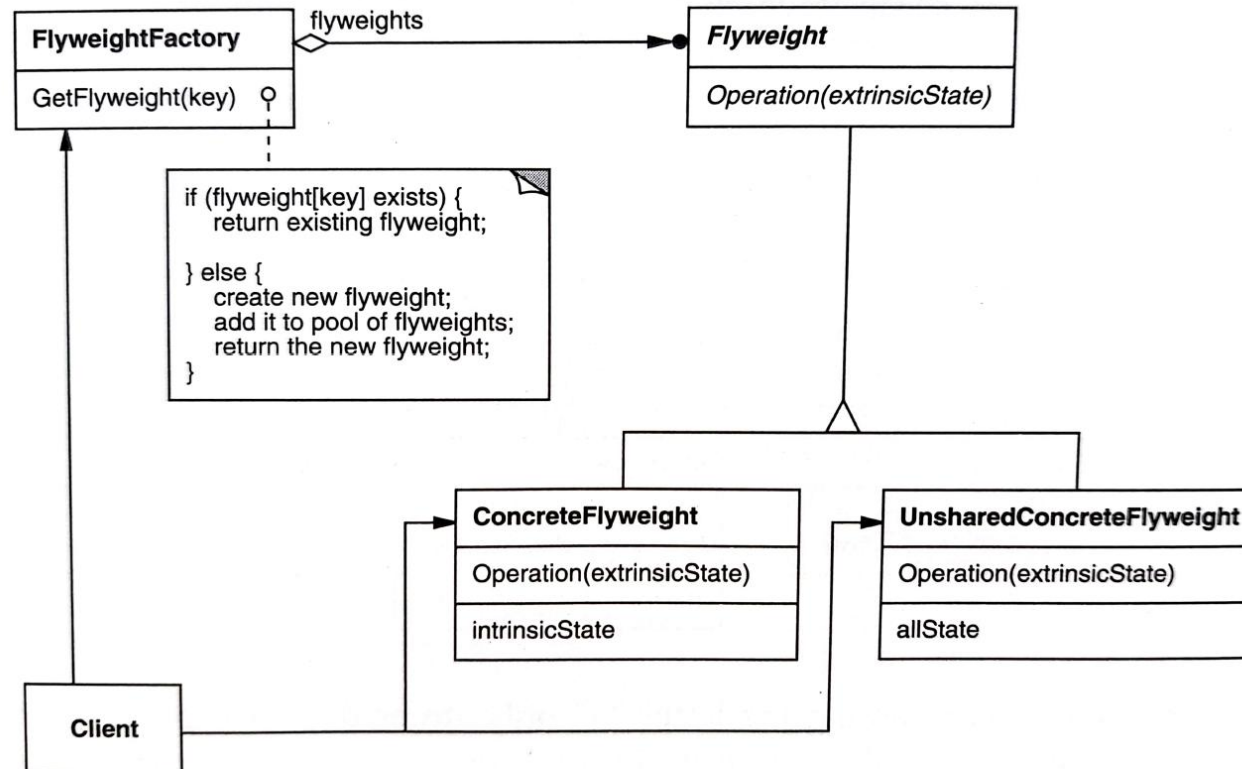 flyweights
FlyweightFactory
Flyweight
GetFlyweight(key)
Operation(extrinsicState)
if (flyweight[key] exists) {
return existing flyweight;
} else {
create new flyweight;
add it to pool of flyweights;
return the new flyweight;
}
ConcreteFlyweight
UnsharedConcreteFlyweight
Operation(extrinsicState)
Operation(extrinsicState)
intrinsicState
allState
Client